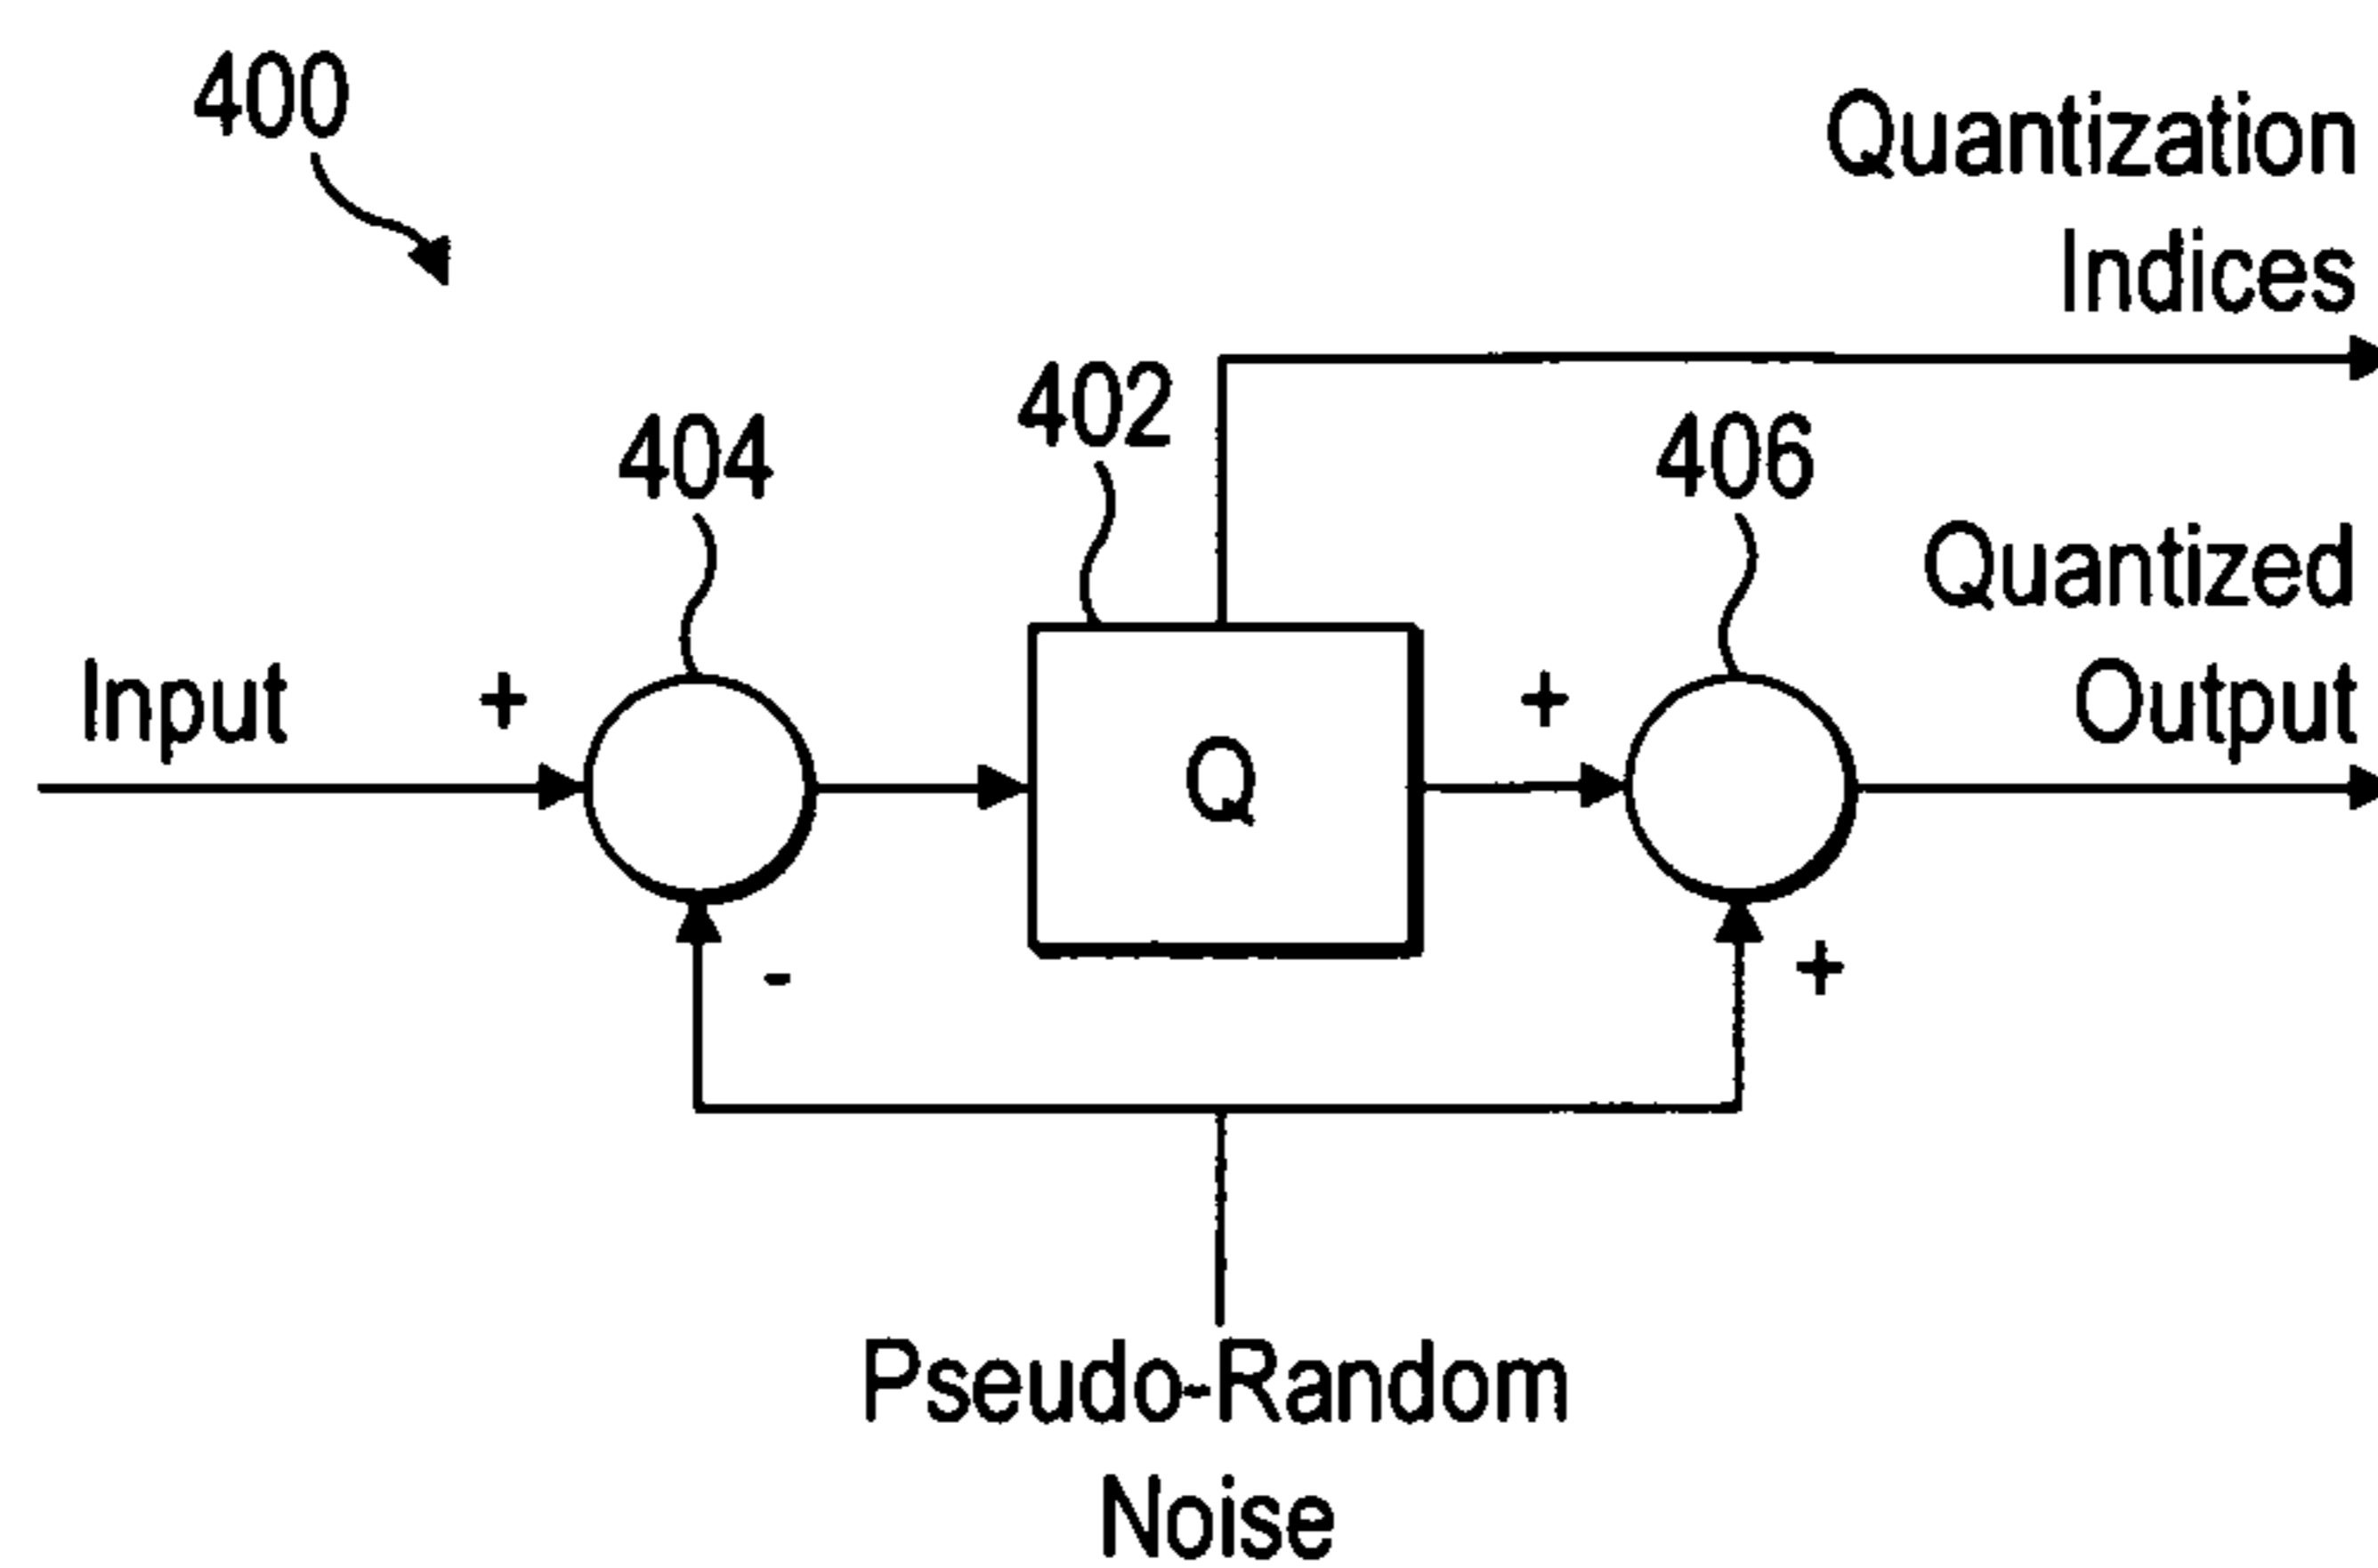 400
Quantization
Indices
402
404
406
Quantized
Output
Input
+
+
Q
-
+
Pseudo-Random
Noise